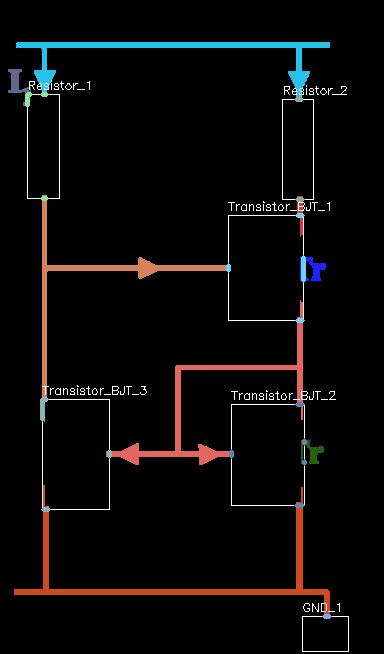 Resistor_1
Resistor_2
Transistor_BJT_1
Transistor_BJT_3
Transistor_BJT_2
GND_1